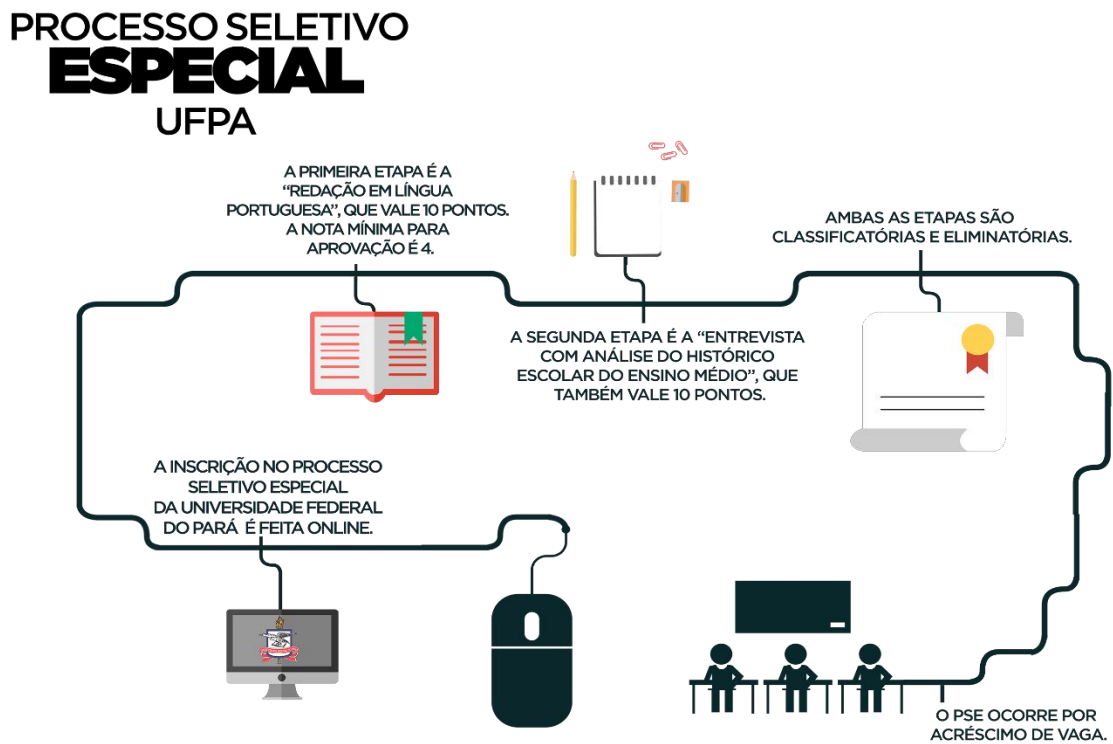 PROCESSO SELETIVO
ESPECIAL
UFPA
A PRIMEIRA ETAPA É A
“REDAÇÃO EM LÍNGUA
PORTUGUESA”, QUE VALE 10 PONTOS.
A NOTA MÍNIMA PARA
APROVAÇÃO É 4.
A SEGUNDA ETAPA É A “ENTREVISTA
COM ANÁLISE DO HISTÓRICO
ESCOLAR DO ENSINO MÉDIO”, QUE
TAMBÉM VALE 10 PONTOS.
AMBAS AS ETAPAS SÃO
CLASSIFICATÓRIAS E ELIMINATÓRIAS.
A INSCRIÇÃO NO PROCESSO
SELETIVO ESPECIAL
DA UNIVERSIDADE FEDERAL
DO PARÁ É FEITA ONLINE.
O PSE OCORRE POR
ACRÉSCIMO DE VAGA.